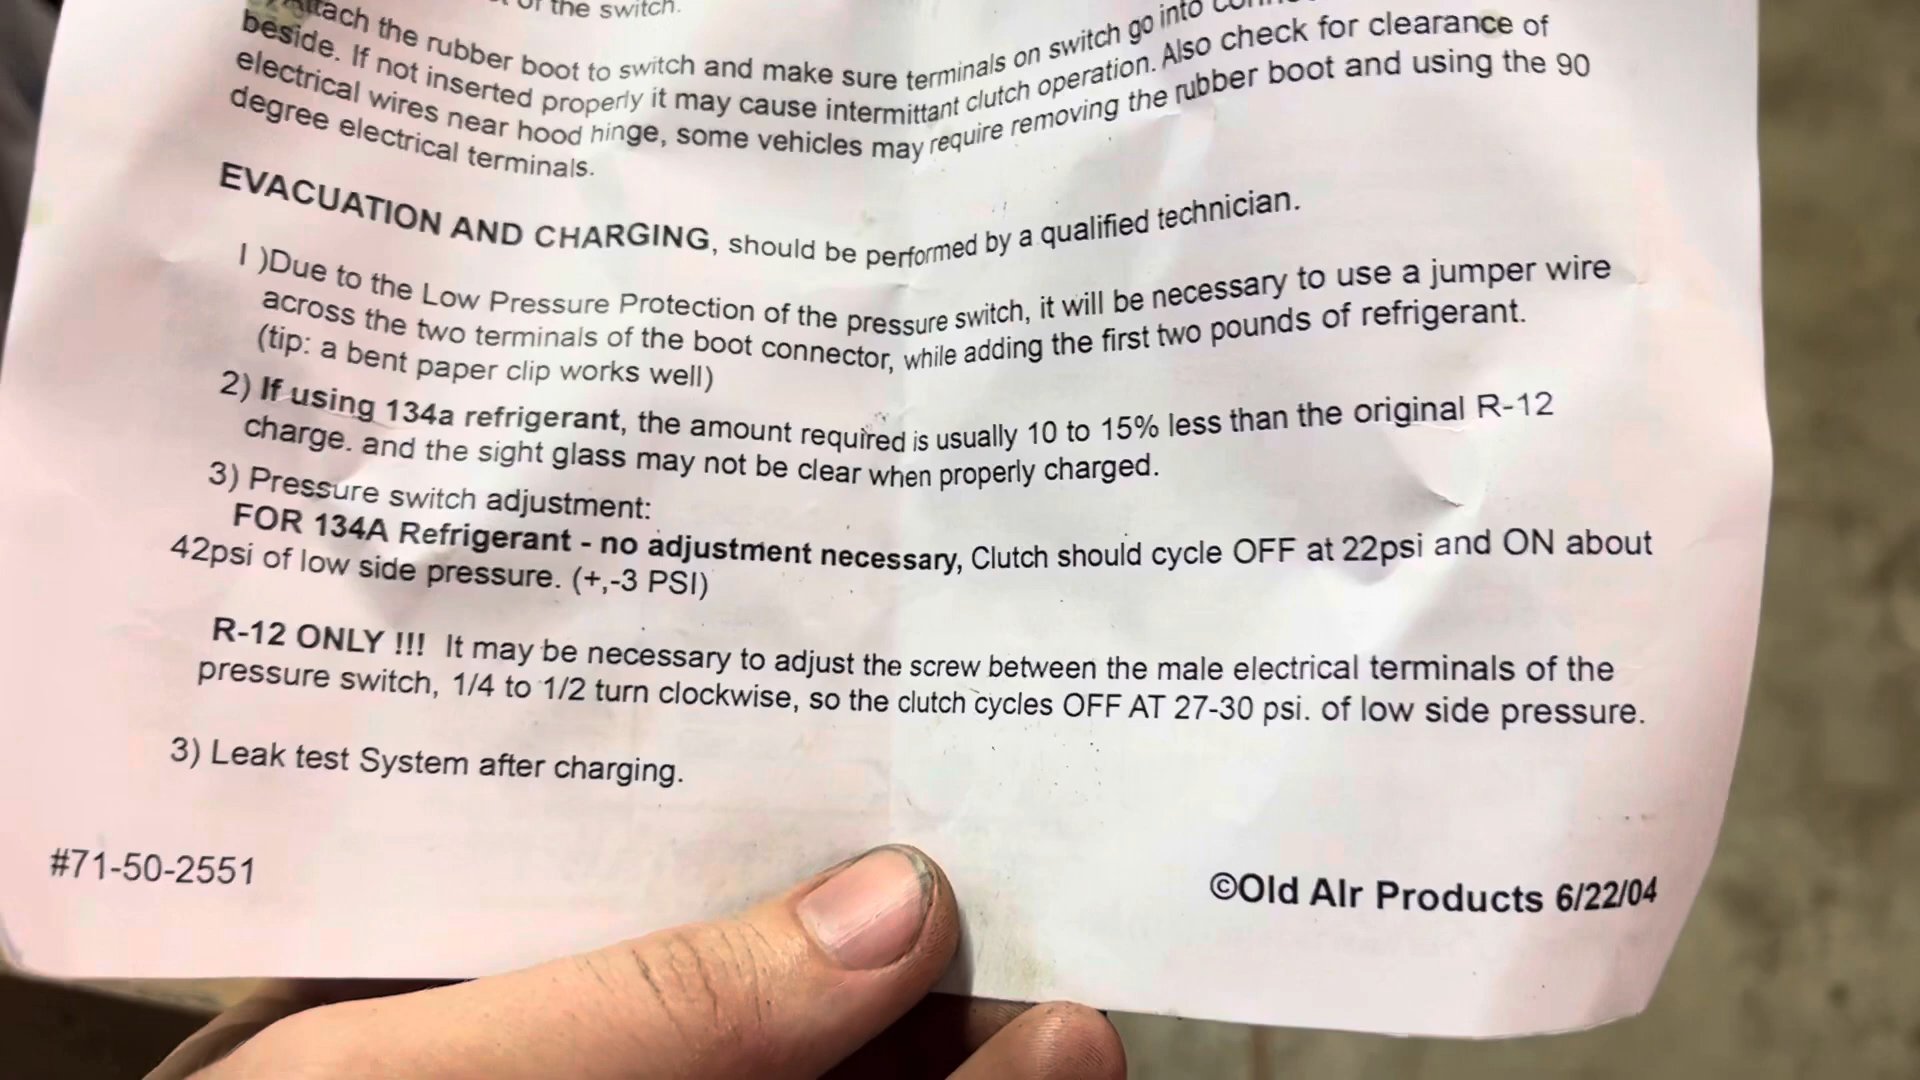 of the switch.
Attach the rubber boot to switch and make sure terminals on switch go into
beside. If not inserted properly it may cause intermittant clutch operation. Also check for clearance of
electrical wires near hood hinge, some vehicles may require removing the rubber boot and using the 90
degree electrical terminals.
EVACUATION AND CHARGING, should be performed by a qualified technician.
1 )Due to the Low Pressure Protection of the pressure switch, it will be necessary to use a jumper wire
across the two terminals of the boot connector, while adding the first two pounds of refrigerant.
(tip: a bent paper clip works well)
2) If using 134a refrigerant, the amount required is usually 10 to 15% less than the original R-12
charge. and the sight glass may not be clear when properly charged.
3) Pressure switch adjustment:
FOR 134A Refrigerant - no adjustment necessary, Clutch should cycle OFF at 22psi and ON about
42psi of low side pressure. (+,-3 PSI)
R-12 ONLY !!! It may be necessary to adjust the screw between the male electrical terminals of the
pressure switch, 1/4 to 1/2 turn clockwise, so the clutch cycles OFF AT 27-30 psi. of low side pressure.
3) Leak test System after charging.
#71-50-2551
©Old AIr Products 6/22/04